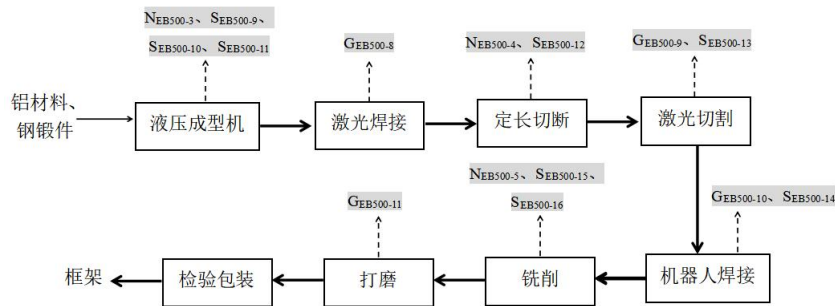 NEB500-3、SEB500-9、
SEB500-10、SEB500-11
GEB500-8
NEB500-4、SEB500-12
GEB500-9、SEB500-13
铝材料、
钢锻件
液压成型机
激光焊接
定长切断
激光切割
NEB500-5、SEB500-15、
SEB500-16
GEB500-11
GEB500-10、SEB500-14
框架
检验包装
打磨
铣削
机器人焊接